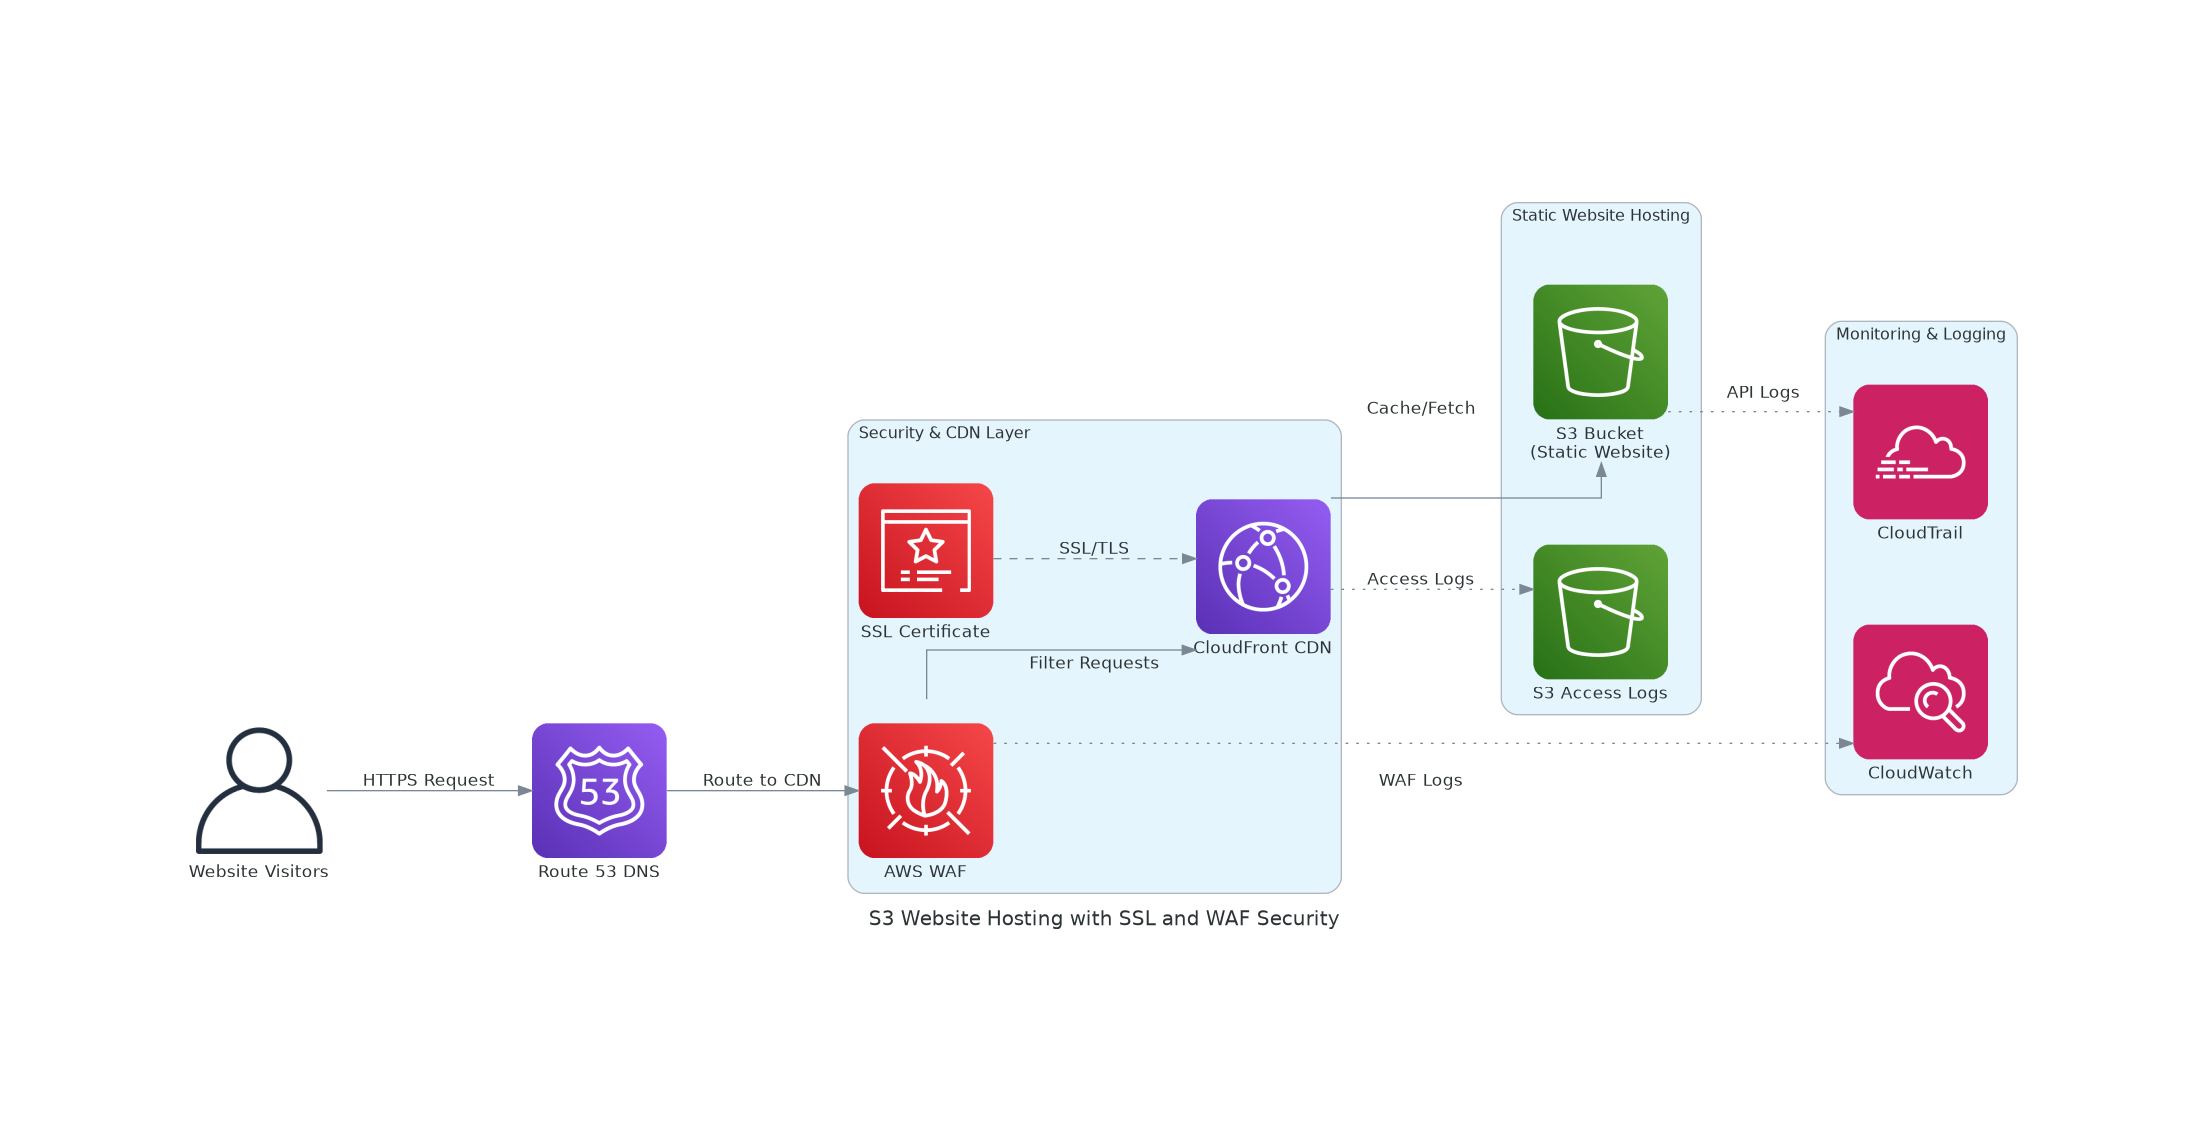 Static Website Hosting
Monitoring & Logging
API Logs
Cache/Fetch
Security & CDN Layer
S3 Bucket
(Static Website)
CloudTrail
SSL/TLS
Access Logs
SSL Certificate
CloudFront CDN
Filter Requests
S3 Access Logs
HTTPS Request
53
Route to CDN
WAF Logs
CloudWatch
Website Visitors
Route 53 DNS
AWS WAF
S3 Website Hosting with SSL and WAF Security